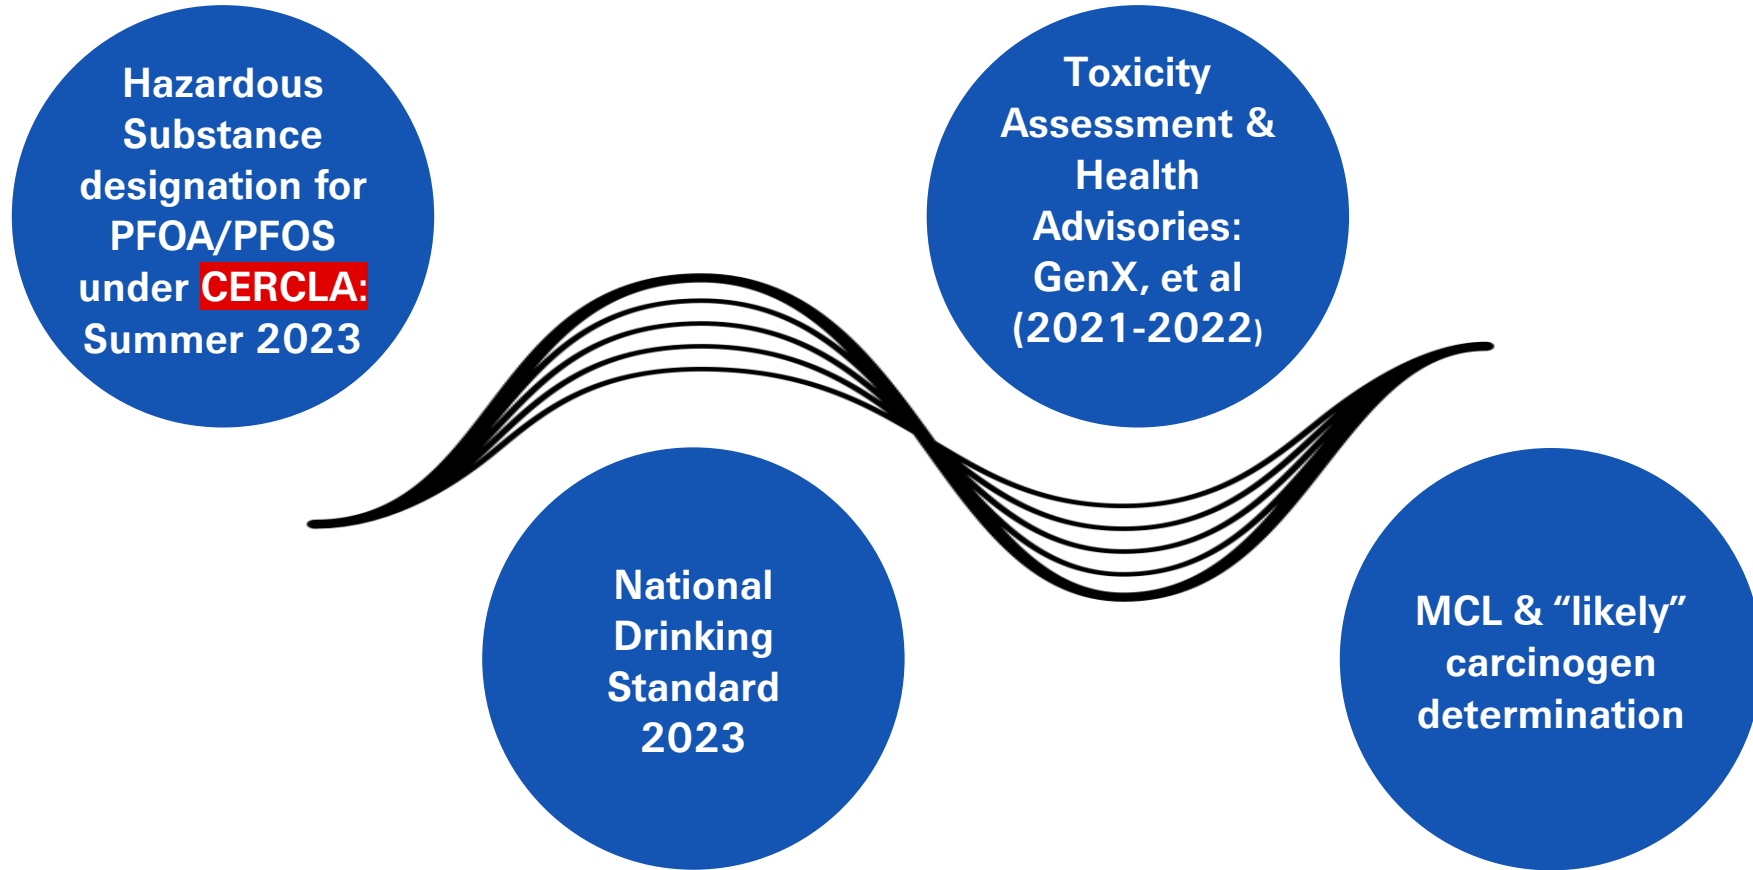 Hazardous
Substance
designation for
PFOA/PFOS
under CERCLA:
Summer 2023
National
Drinking
Standard
2023
Toxicity
Assessment &
Health
Advisories:
GenX, et al
(2021-2022)
MCL & “likely”
carcinogen
determination